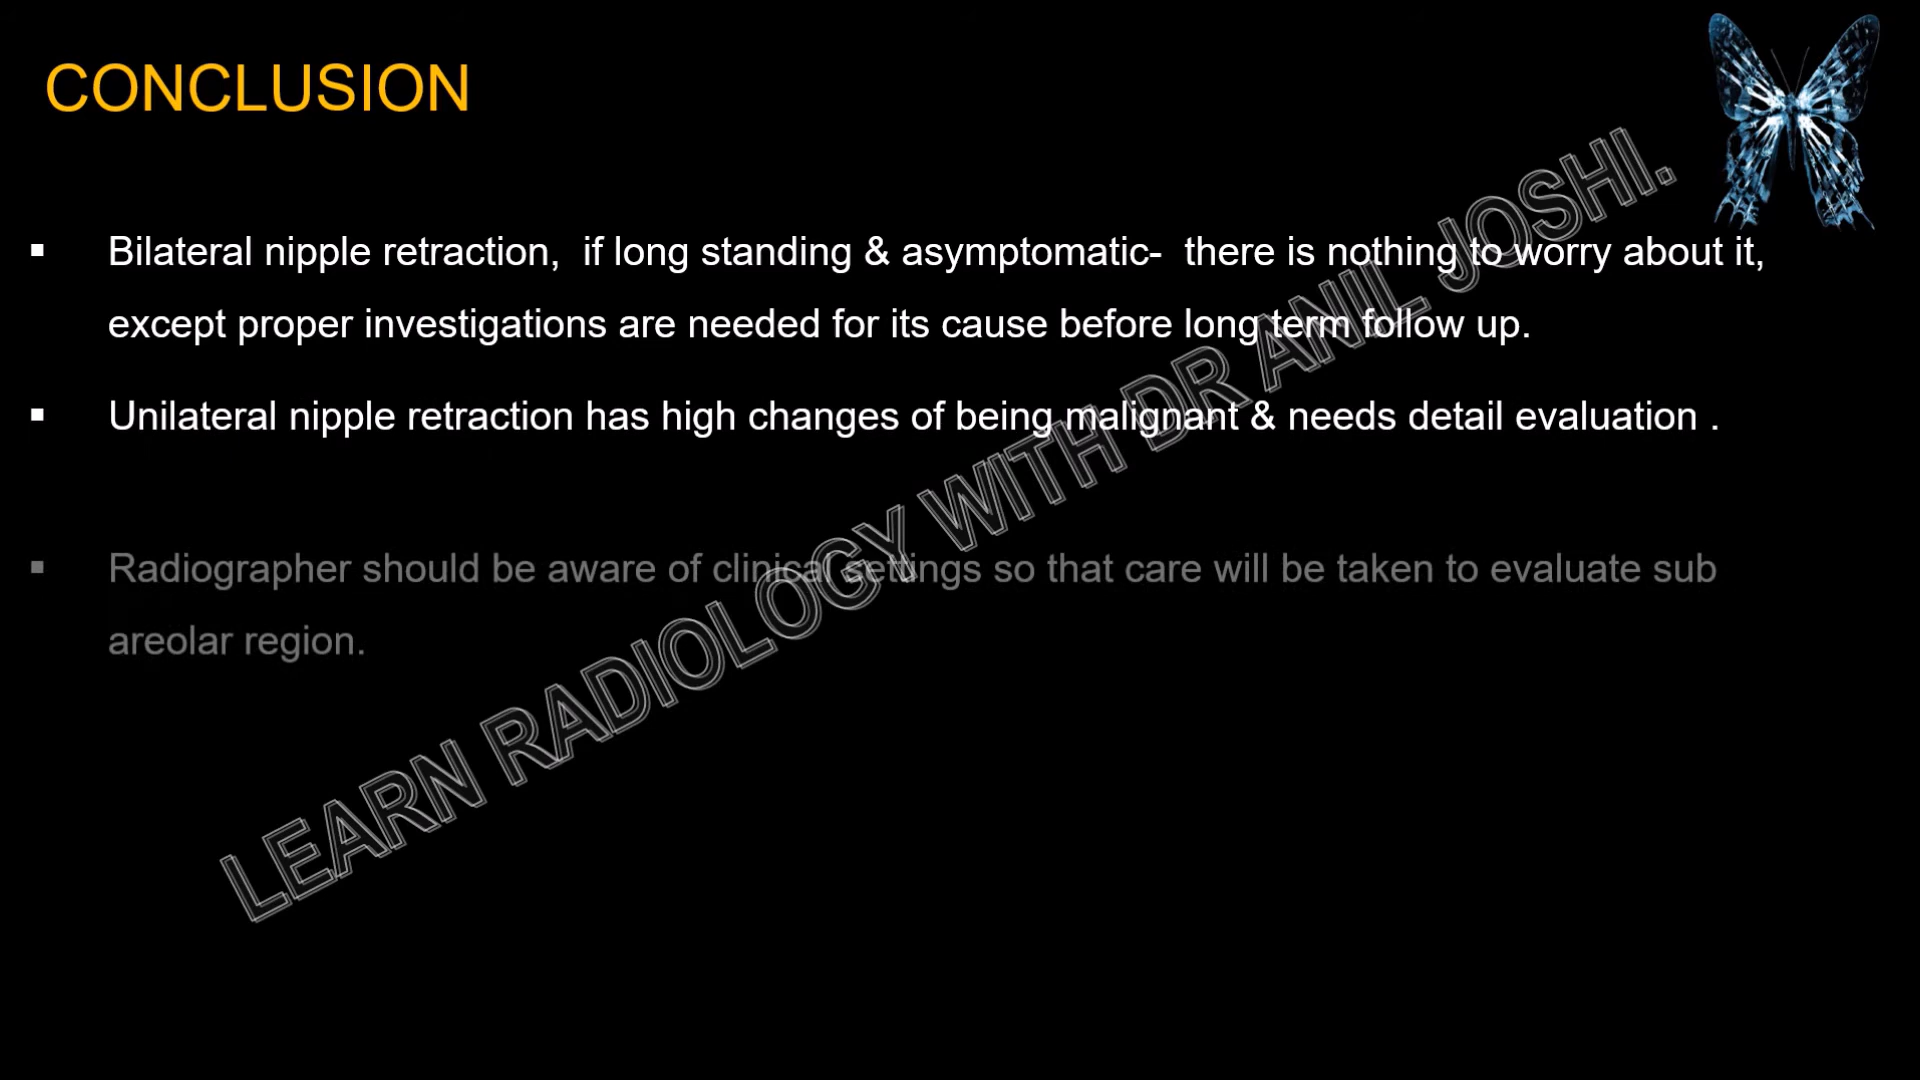 CONCLUSION
▪ Bilateral nipple retraction,  if long standing & asymptomatic-  there is nothing to worry about it,
except proper investigations are needed for its cause before long term follow up.
▪ Unilateral nipple retraction has high changes of being malignant & needs detail evaluation .
▪ Radiographer should be aware of clinical settings so that care will be taken to evaluate sub
areolar region.
LEARN RADIOLOGY WITH DR ANIL JOSHI.